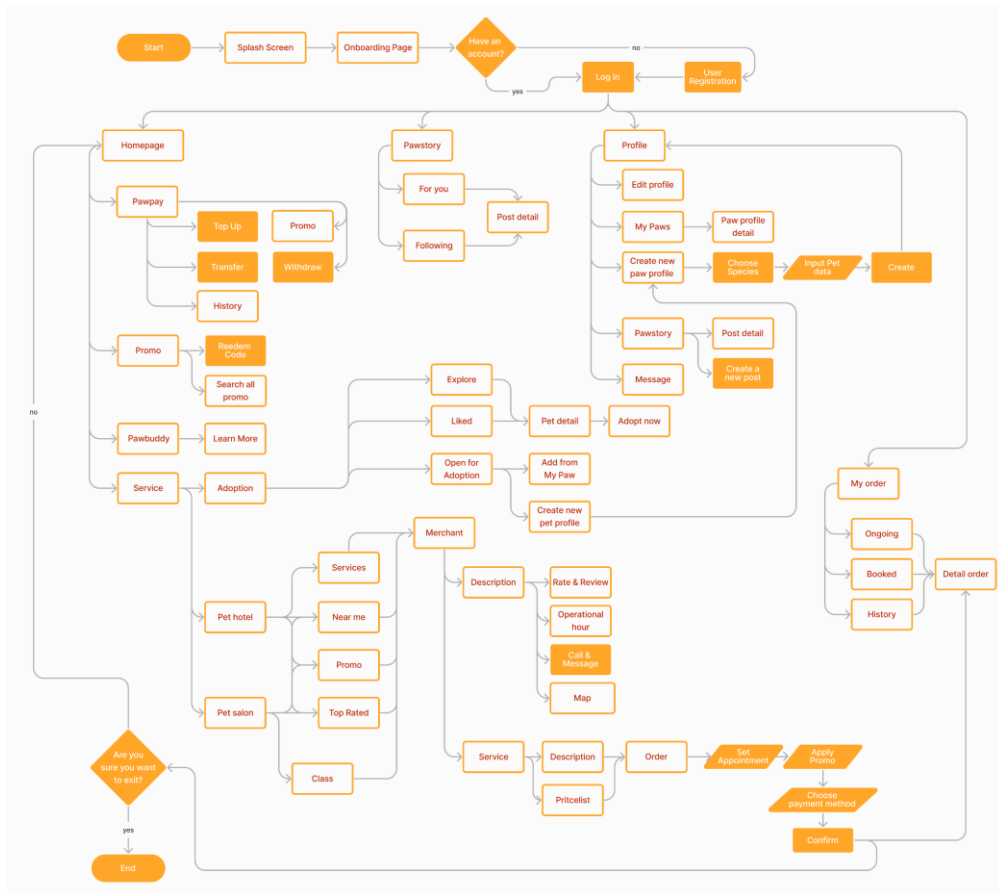 Start
Splash Screen
Onboarding Page
Have an
account?
no
yes
Log In
User
Registration
Homepage
Pawstory
Profile
Pawpay
Top Up
Promo
Transfer
Withdraw
History
For you
Following
Post detail
Edit profile
My Paws
Paw profile
detail
Create new
paw profile
Choose
Species
Input Pet
data
Create
Pawstory
Post detail
Create a
new post
Message
Promo
Reedem
Code
Search all
promo
no
Pawbuddy
Learn More
Service
Adoption
Explore
Liked
Pet detail
Adopt now
Open for
Adoption
Add from
My Paw
Create new
pet profile
My order
Ongoing
Booked
History
Detail order
Merchant
Services
Pet hotel
Near me
Promo
Pet salon
Top Rated
Class
Description
Rate & Review
Operational
hour
Call &
Message
Map
Service
Description
Pritcelist
Order
Set
Appointment
Apply
Promo
Choose
payment method
Confirm
Are you
sure you want
to exit?
yes
End